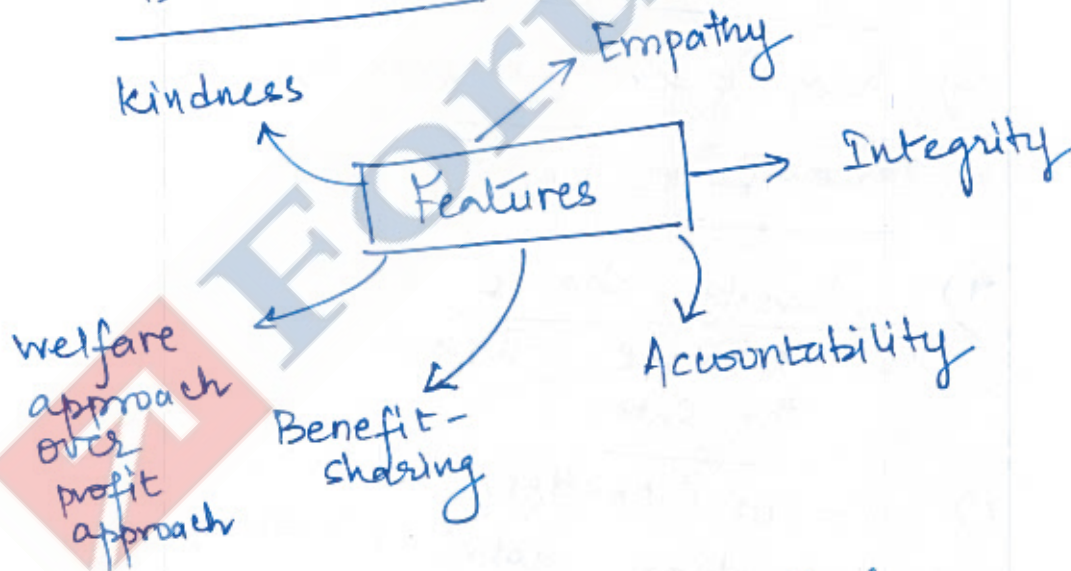 Empathy
kindness
Integrity
Features
Accountability
welfare
approach
over
profit
approach
Benefit-
sharing